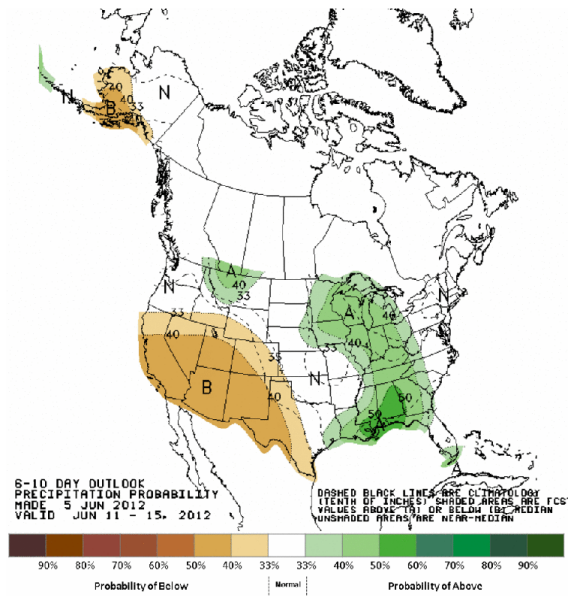 N
40
40
33
B
N
A
40
33
N
N
33
40
S
A
40
33
33
40
N
B
40
50
50
A
A
6-10 DAY OUTLOOK
PRECIPITATION PROBABILITY
MADE 5 JUN 2012
VALID JUN 11 - 15, 2012
DASHED BLACK LINES ARE CLIMATOLOGY
(TENTH OF INCHES) SHADED AREAS ARE FCST
VALUES ABOVE (A) OR BELOW (B) MEDIAN
UNSHADED AREAS ARE NEAR-MEDIAN
90% 80% 70% 60% 50% 40% 33% 33% 40% 50% 60% 70% 80% 90%
Probability of Below Normal Probability of Above